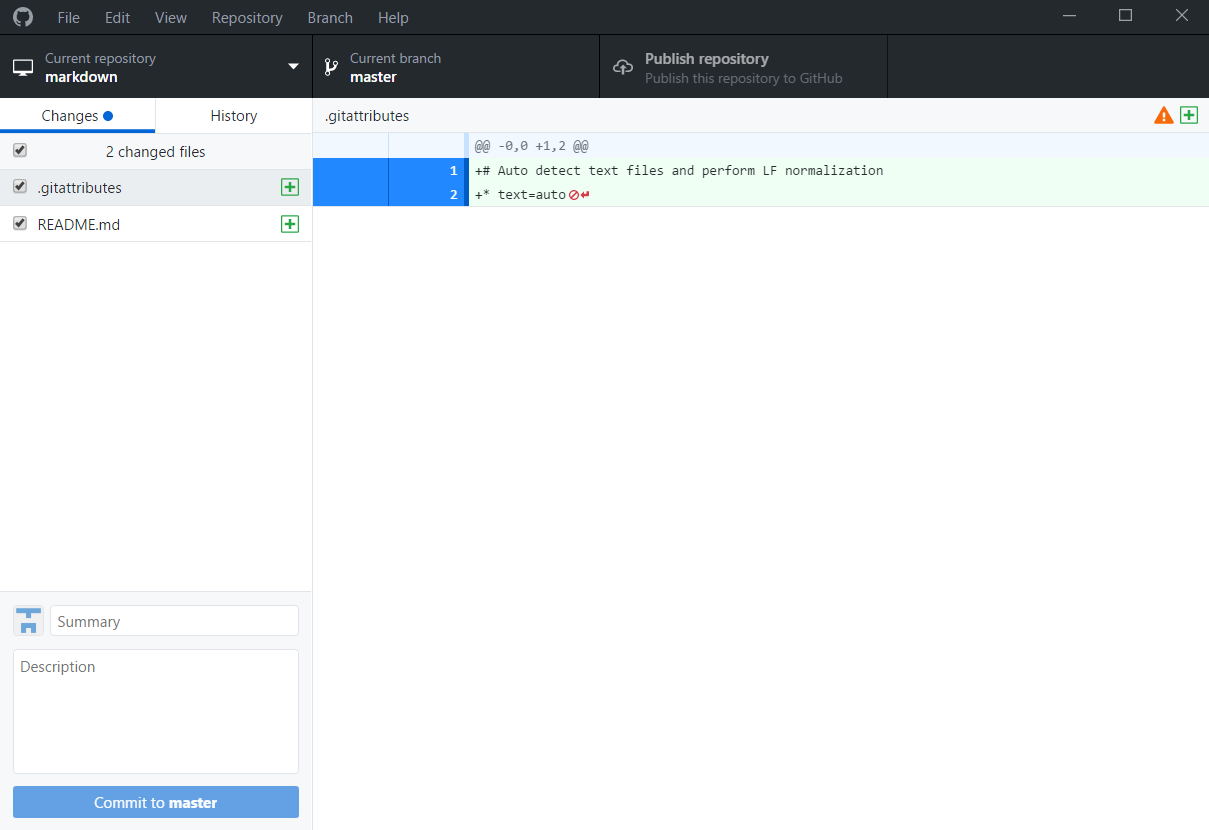 File Edit View Repository Branch Help
Current repository
markdown
Current branch
master
Publish repository
Publish this repository to GitHub
Changes History
2 changed files
.gitattributes
README.md
Summary
Description
Commit to master
.gitattributes
@@ -0,0 +1,2 @@
1 +# Auto detect text files and perform LF normalization
2 +* text=auto